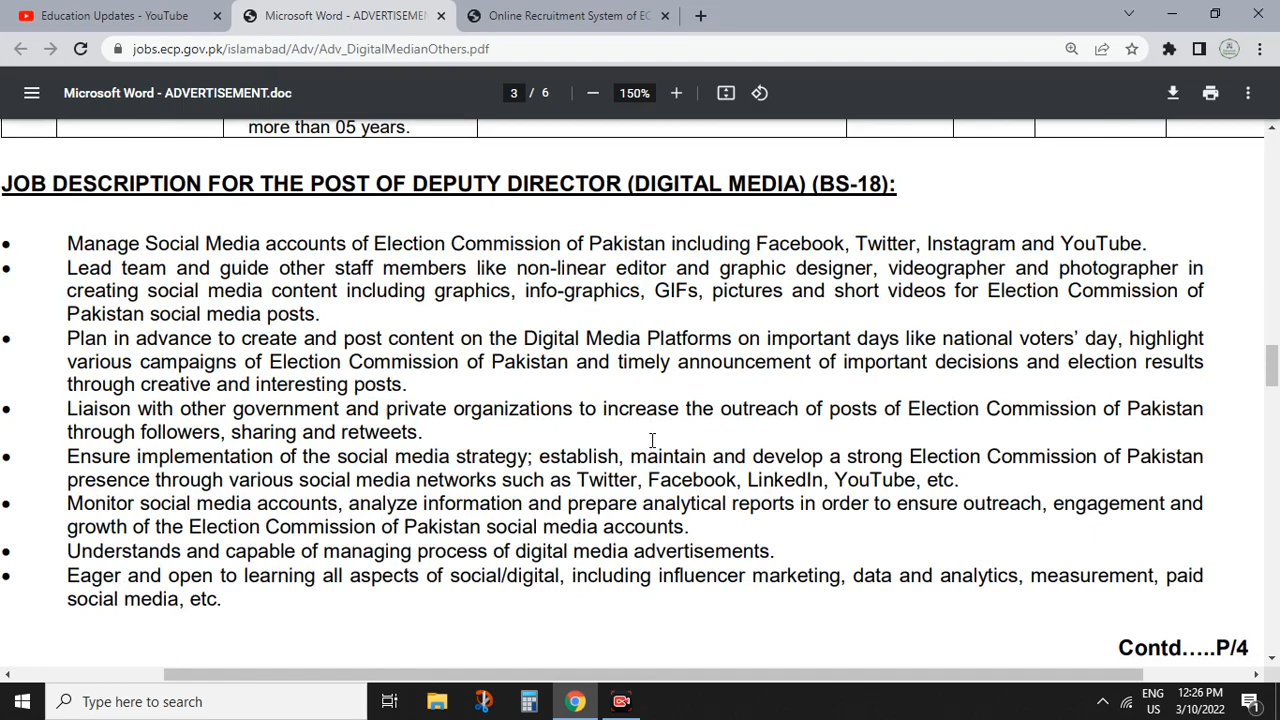 Education Updates - YouTube
Microsoft Word - ADVERTISEMEN
Online Recruitment System of EC
jobs.ecp.gov.pk/islamabad/Adv/Adv_DigitalMedianOthers.pdf
Microsoft Word - ADVERTISEMENT.doc
3 / 6
150%
more than 05 years.
JOB DESCRIPTION FOR THE POST OF DEPUTY DIRECTOR (DIGITAL MEDIA) (BS-18):
• Manage Social Media accounts of Election Commission of Pakistan including Facebook, Twitter, Instagram and YouTube.
• Lead team and guide other staff members like non-linear editor and graphic designer, videographer and photographer in
creating social media content including graphics, info-graphics, GIFs, pictures and short videos for Election Commission of
Pakistan social media posts.
• Plan in advance to create and post content on the Digital Media Platforms on important days like national voters' day, highlight
various campaigns of Election Commission of Pakistan and timely announcement of important decisions and election results
through creative and interesting posts.
• Liaison with other government and private organizations to increase the outreach of posts of Election Commission of Pakistan
through followers, sharing and retweets.
• Ensure implementation of the social media strategy; establish, maintain and develop a strong Election Commission of Pakistan
presence through various social media networks such as Twitter, Facebook, LinkedIn, YouTube, etc.
• Monitor social media accounts, analyze information and prepare analytical reports in order to ensure outreach, engagement and
growth of the Election Commission of Pakistan social media accounts.
• Understands and capable of managing process of digital media advertisements.
• Eager and open to learning all aspects of social/digital, including influencer marketing, data and analytics, measurement, paid
social media, etc.
Contd…..P/4
Type here to search
ENG
US
12:26 PM
3/10/2022
1